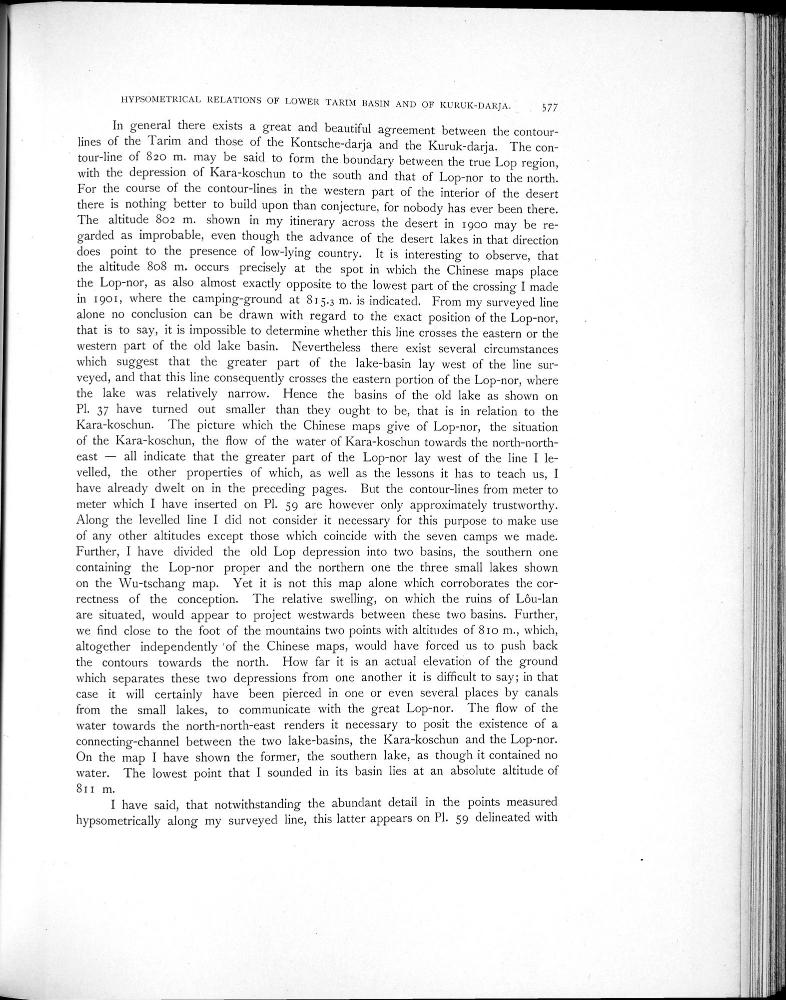 HYPSOMETRICAL RELATIONS OF LOWER TARIM BASIN AND OF KURUK-DARJA. 577
In general there exists a great and beautiful agreement between the contour-
lines of the Tarim and those of the Kontsche-darja and the Kuruk-darja. The con-
tour-line of 820 m. may be said to form the boundary between the true Lop region,
with the depression of Kara-koschun to the south and that of Lop-nor to the north.
For the course of the contour-lines in the western part of the interior of the desert
there is nothing better to build upon than conjecture, for nobody has ever been there.
The altitude 802 m. shown in my itinerary across the desert in 1900 may be re-
garded as improbable, even though the advance of the desert lakes in that direction
does point to the presence of low-lying country. It is interesting to observe, that
the altitude 808 m. occurs precisely at the spot in which the Chinese maps place
the Lop-nor, as also almost exactly opposite to the lowest part of the crossing I made
in 1901, where the camping-ground at 815.3 m. is indicated. From my surveyed line
alone no conclusion can be drawn with regard to the exact position of the Lop-nor,
that is to say, it is impossible to determine whether this line crosses the eastern or the
western part of the old lake basin. Nevertheless there exist several circumstances
which suggest that the greater part of the lake-basin lay west of the line sur-
veyed, and that this line consequently crosses the eastern portion of the Lop-nor, where
the lake was relatively narrow. Hence the basins of the old lake as shown on
Pl. 37 have turned out smaller than they ought to be, that is in relation to the
Kara-koschun. The picture which the Chinese maps give of Lop-nor, the situation
of the Kara-koschun, the flow of the water of Kara-koschun towards the north-north-
east — all indicate that the greater part of the Lop-nor lay west of the line I le-
velled, the other properties of which, as well as the lessons it has to teach us, I
have already dwelt on in the preceding pages. But the contour-lines from meter to
meter which I have inserted on Pl. 59 are however only approximately trustworthy.
Along the levelled line I did not consider it necessary for this purpose to make use
of any other altitudes except those which coincide with the seven camps we made.
Further, I have divided the old Lop depression into two basins, the southern one
containing the Lop-nor proper and the northern one the three small lakes shown
on the Wu-tschang map. Yet it is not this map alone which corroborates the cor-
rectness of the conception. The relative swelling, on which the ruins of Lôu-lan
are situated, would appear to project westwards between these two basins. Further,
we find close to the foot of the mountains two points with altitudes of 810 m., which,
altogether independently of the Chinese maps, would have forced us to push back
the contours towards the north. How far it is an actual elevation of the ground
which separates these two depressions from one another it is difficult to say; in that
case it will certainly have been pierced in one or even several places by canals
from the small lakes, to communicate with the great Lop-nor. The flow of the
water towards the north-north-east renders it necessary to posit the existence of a
connecting-channel between the two lake-basins, the Kara-koschun and the Lop-nor.
On the map I have shown the former, the southern lake, as though it contained no
water. The lowest point that I sounded in its basin lies at an absolute altitude of
811 m.
I have said, that notwithstanding the abundant detail in the points measured
hypsometrically along my surveyed line, this latter appears on Pl. 59 delineated with